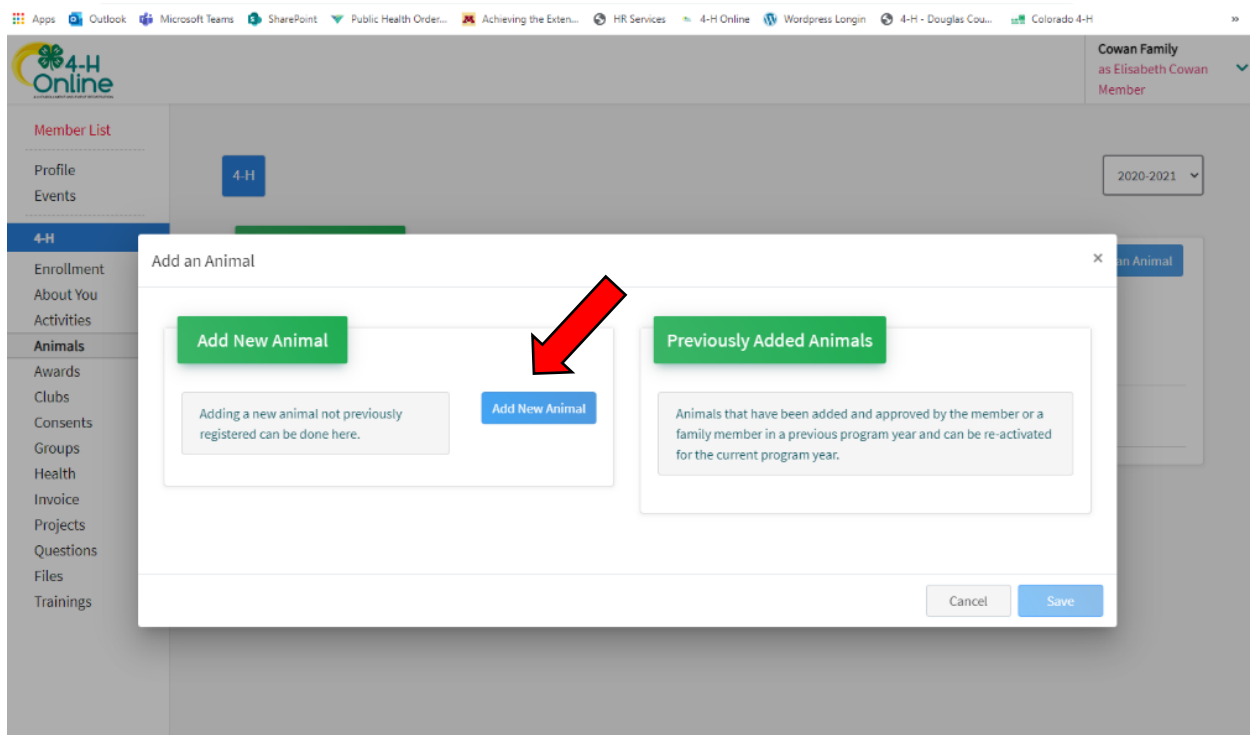 Apps Outlook Microsoft Teams SharePoint Public Health Order... Achieving the Exten... HR Services 4-H Online Wordpress Longin 4-H - Douglas Cou... Colorado 4-H »
4-H
Online
Cowan Family
as Elisabeth Cowan
Member
Member List
Profile
Events
4-H
Enrollment
About You
Activities
Animals
Awards
Clubs
Consents
Groups
Health
Invoice
Projects
Questions
Files
Trainings
4-H
2020-2021
an Animal
Add an Animal
×
Add New Animal
Adding a new animal not previously
registered can be done here.
Add New Animal
Previously Added Animals
Animals that have been added and approved by the member or a
family member in a previous program year and can be re-activated
for the current program year.
Cancel
Save